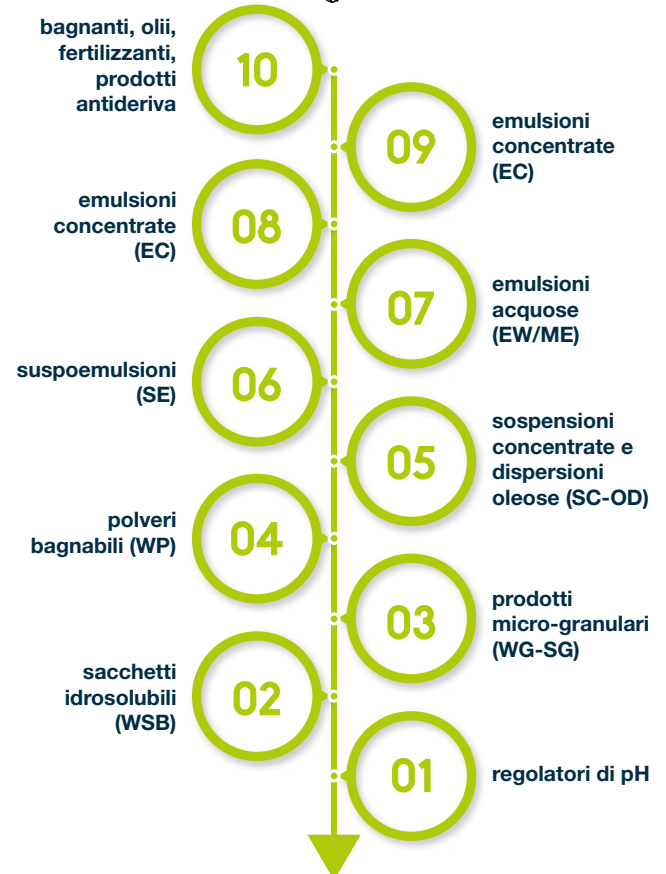 bagnanti, olii,
fertilizzanti,
prodotti
antideriva
10
09
emulsioni
concentrate
(EC)
emulsioni
concentrate
(EC)
08
07
emulsioni
acquose
(EW/ME)
suspoemulsioni
(SE)
06
05
sospensioni
concentrate e
dispersioni
oleose (SC-OD)
polveri
bagnabili (WP)
04
03
prodotti
micro-granulari
(WG-SG)
sacchetti
idrosolubili
(WSB)
02
01
regolatori di pH